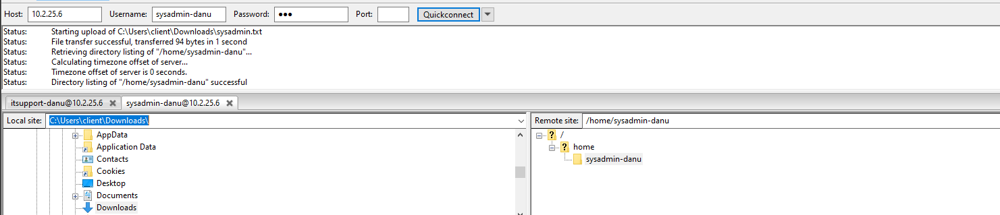 Host: 10.2.25.6 Username: sysadmin-danu Password: ●●● Port: Quickconnect
Status: Starting upload of C:\Users\client\Downloads\sysadmin.txt
Status: File transfer successful, transferred 94 bytes in 1 second
Status: Retrieving directory listing of "/home/sysadmin-danu"...
Status: Calculating timezone offset of server...
Status: Timezone offset of server is 0 seconds.
Status: Directory listing of "/home/sysadmin-danu" successful
itsupport-danu@10.2.25.6 sysadmin-danu@10.2.25.6
Local site: C:\Users\client\Downloads\
AppData
Application Data
Contacts
Cookies
Desktop
Documents
Downloads
Remote site: /home/sysadmin-danu
/
home
sysadmin-danu